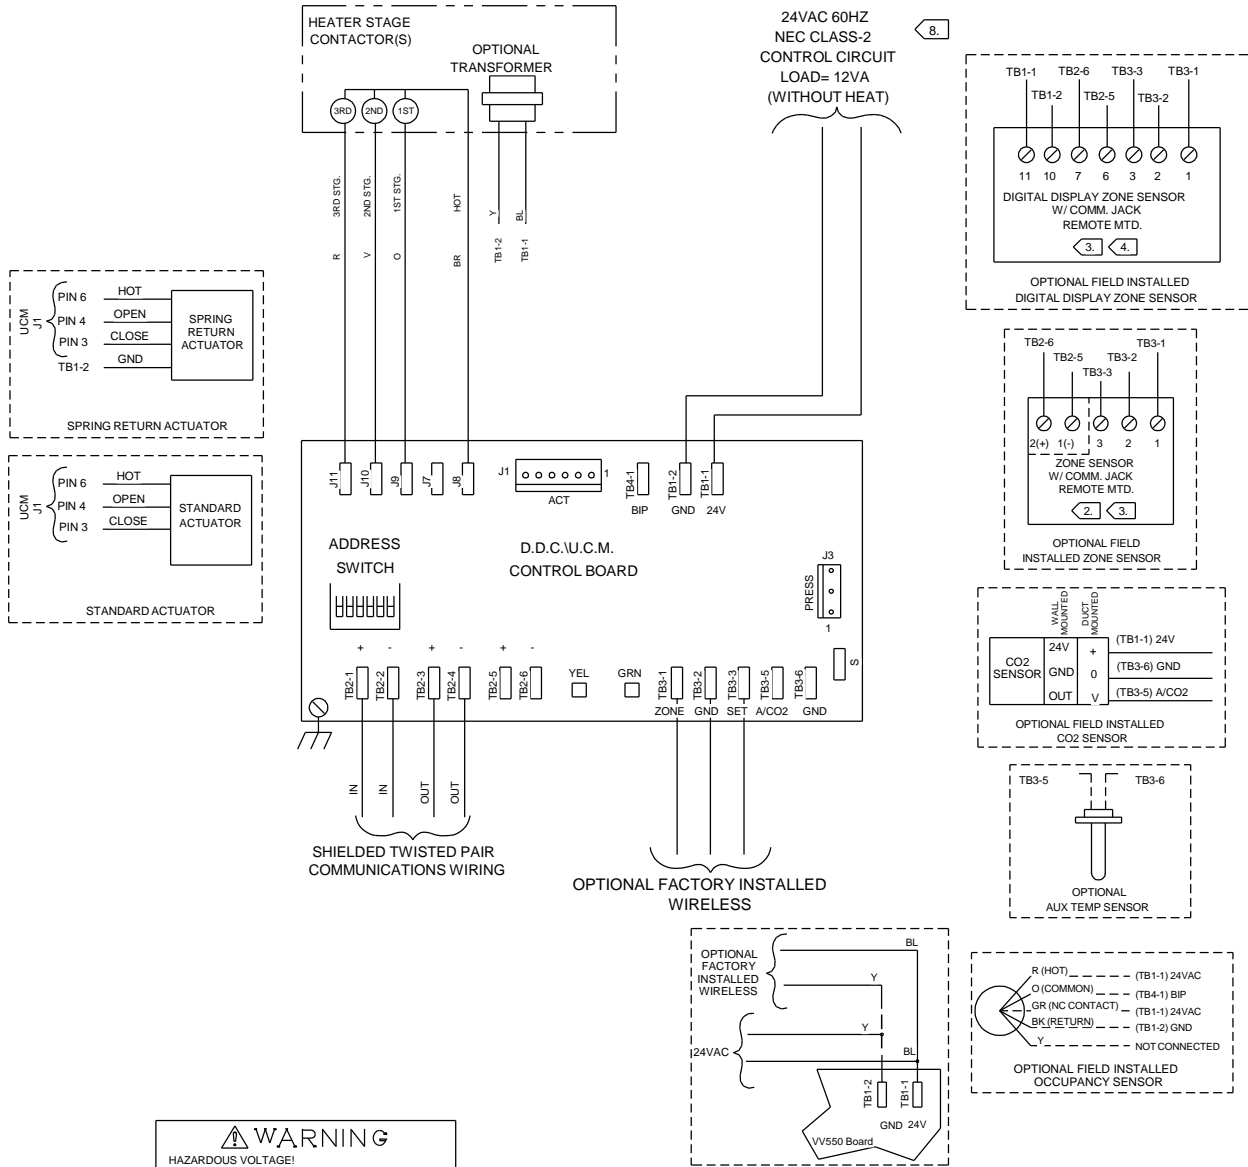 HEATER STAGE
CONTACTOR(S)
OPTIONAL
TRANSFORMER
3RD
2ND
1ST
3RD STG.
2ND STG.
1ST STG.
HOT
R
V
O
BR
Y
BL
TB1-2
TB1-1
24VAC 60HZ
NEC CLASS-2
CONTROL CIRCUIT
LOAD= 12VA
(WITHOUT HEAT)
8.
TB1-1
TB2-6
TB3-3
TB3-1
TB1-2
TB2-5
TB3-2
11
10
7
6
3
2
1
DIGITAL DISPLAY ZONE SENSOR
W/ COMM. JACK
REMOTE MTD.
3.
4.
OPTIONAL FIELD INSTALLED
DIGITAL DISPLAY ZONE SENSOR
UCM
J1
PIN 6
HOT
PIN 4
OPEN
PIN 3
CLOSE
TB1-2
GND
SPRING
RETURN
ACTUATOR
SPRING RETURN ACTUATOR
UCM
J1
PIN 6
HOT
PIN 4
OPEN
PIN 3
CLOSE
STANDARD
ACTUATOR
STANDARD ACTUATOR
TB2-6
TB2-5
TB3-3
TB3-2
TB3-1
2(+)
1(-)
3
2
1
ZONE SENSOR
W/ COMM. JACK
REMOTE MTD.
2.
3.
OPTIONAL FIELD
INSTALLED ZONE SENSOR
J11
J10
J9
J7
J8
J1
1
ACT
TB4-1
BIP
TB1-2
GND
TB1-1
24V
ADDRESS
SWITCH
D.D.C.\U.C.M.
CONTROL BOARD
J3
PRESS
1
S
+
-
+
-
+
-
TB2-1
TB2-2
TB2-3
TB2-4
TB2-5
TB2-6
YEL
GRN
TB3-1
TB3-2
TB3-3
TB3-5
TB3-6
ZONE
GND
SET
A/CO2
GND
IN
IN
OUT
OUT
SHIELDED TWISTED PAIR
COMMUNICATIONS WIRING
OPTIONAL FACTORY INSTALLED
WIRELESS
WALL
MOUNTED
DUCT
MOUNTED
CO2
SENSOR
24V
+
(TB1-1) 24V
GND
0
(TB3-6) GND
OUT
V
(TB3-5) A/CO2
OPTIONAL FIELD INSTALLED
CO2 SENSOR
TB3-5
TB3-6
OPTIONAL
AUX TEMP SENSOR
OPTIONAL
FACTORY
INSTALLED
WIRELESS
BL
Y
24VAC
Y
BL
TB1-2
TB1-1
GND
24V
VV550 Board
R (HOT)
(TB1-1) 24VAC
O (COMMON)
(TB4-1) BIP
GR (NC CONTACT)
(TB1-1) 24VAC
BK (RETURN)
(TB1-2) GND
Y
NOT CONNECTED
OPTIONAL FIELD INSTALLED
OCCUPANCY SENSOR
WARNING
HAZARDOUS VOLTAGE!